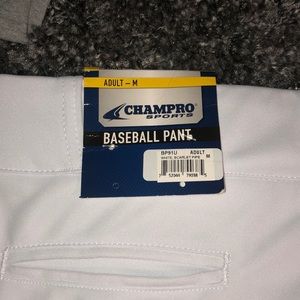 ADULT – M
CHAMPRO
SPORTS
BASEBALL PANT
BP91U ADULT
WHITE, SCARLET PIPE M